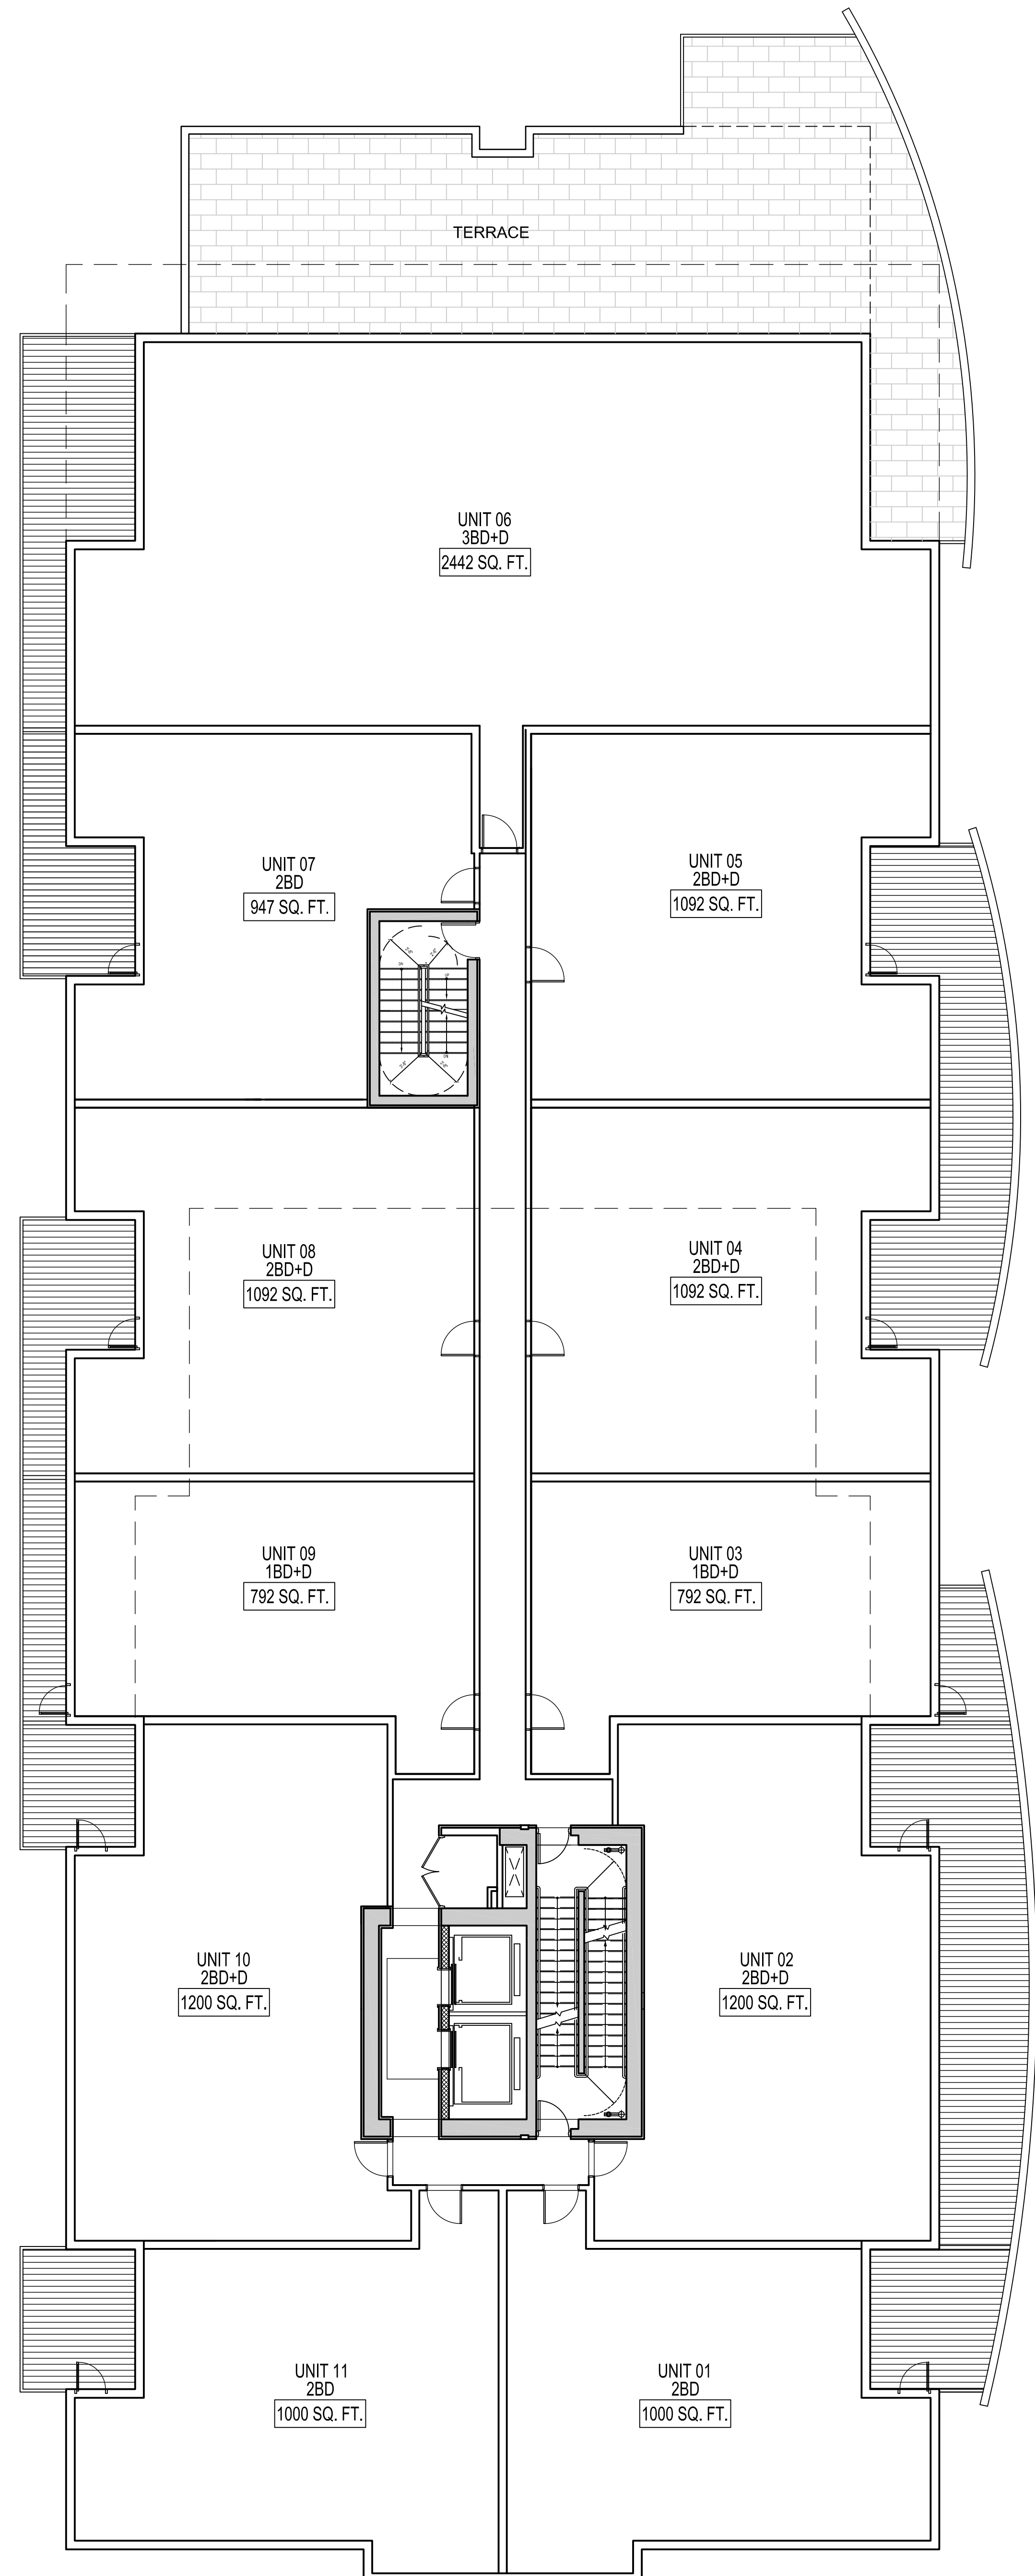 TERRACE
UNIT 06
3BD+D
2442 SQ. FT.
UNIT 07
2BD
947 SQ. FT.
UNIT 05
2BD+D
1092 SQ. FT.
UNIT 08
2BD+D
1092 SQ. FT.
UNIT 04
2BD+D
1092 SQ. FT.
UNIT 09
1BD+D
792 SQ. FT.
UNIT 03
1BD+D
792 SQ. FT.
UNIT 10
2BD+D
1200 SQ. FT.
UNIT 02
2BD+D
1200 SQ. FT.
UNIT 11
2BD
1000 SQ. FT.
UNIT 01
2BD
1000 SQ. FT.